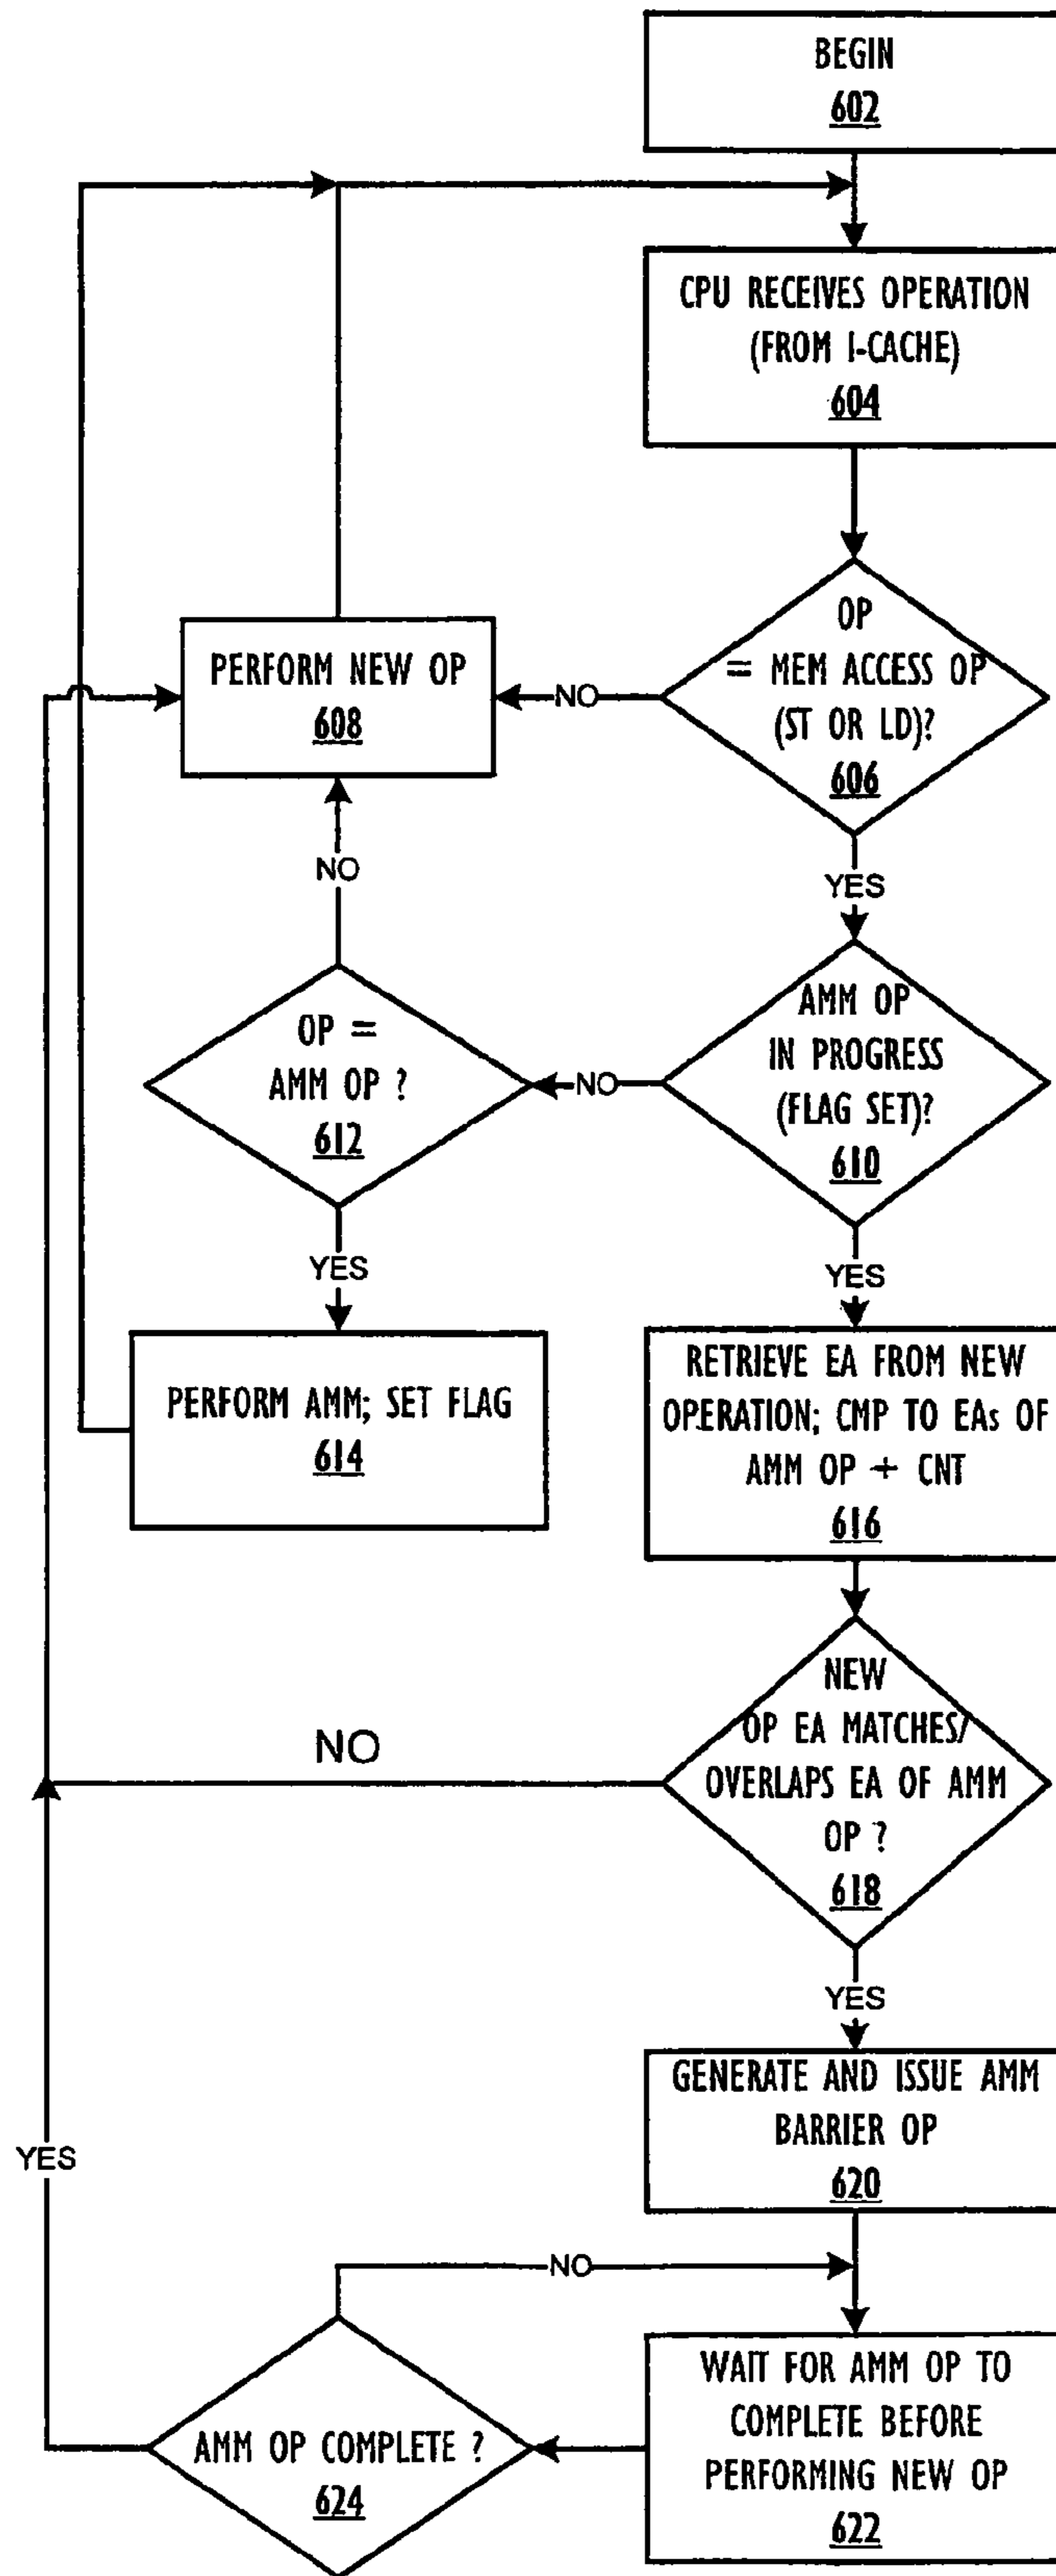 BEGIN
602
CPU RECEIVES OPERATION
(FROM I-CACHE)
604
OP
= MEM ACCESS OP
(ST OR LD)?
606
NO
PERFORM NEW OP
608
YES
NO
AMM OP
IN PROGRESS
(FLAG SET)?
610
NO
OP =
AMM OP ?
612
YES
YES
PERFORM AMM; SET FLAG
614
RETRIEVE EA FROM NEW
OPERATION; CMP TO EAs OF
AMM OP + CNT
616
NEW
OP EA MATCHES/
OVERLAPS EA OF AMM
OP ?
618
NO
YES
GENERATE AND ISSUE AMM
BARRIER OP
620
YES
NO
WAIT FOR AMM OP TO
COMPLETE BEFORE
PERFORMING NEW OP
622
AMM OP COMPLETE ?
624